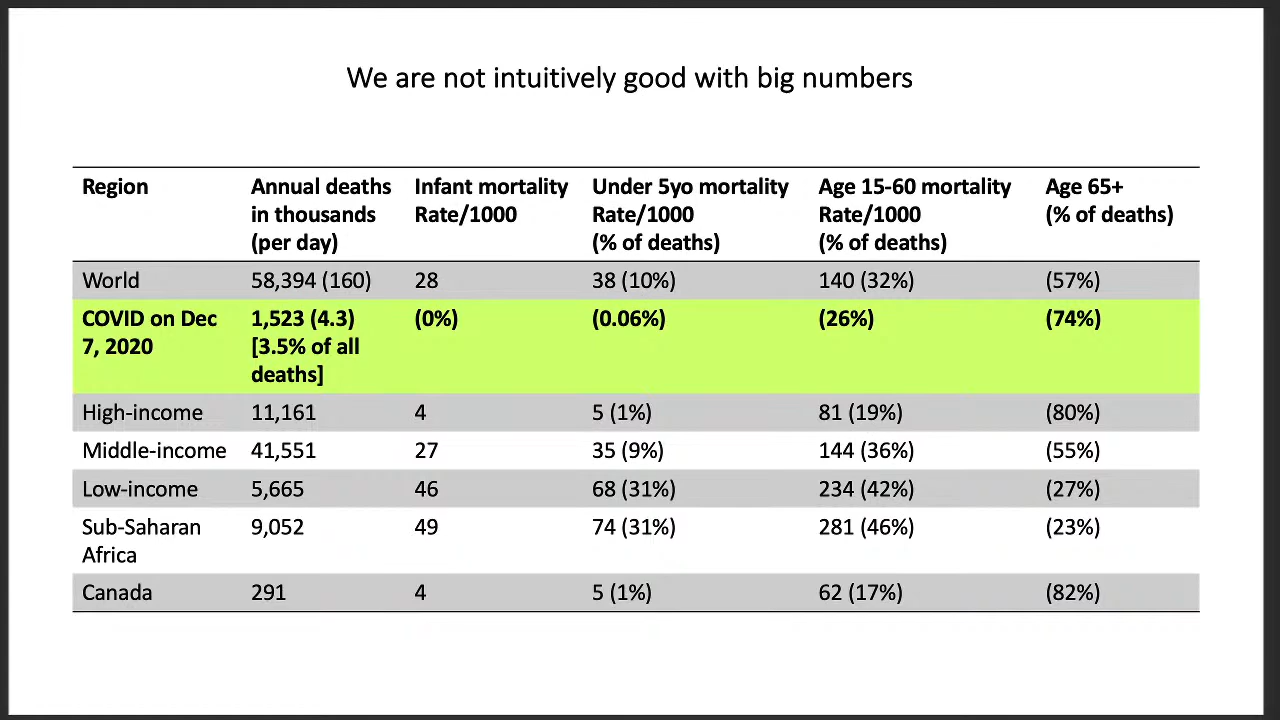 We are not intuitively good with big numbers
Region Annual deaths in thousands (per day) Infant mortality Rate/1000 Under 5yo mortality Rate/1000 (% of deaths) Age 15-60 mortality Rate/1000 (% of deaths) Age 65+ (% of deaths)
World 58,394 (160) 28 38 (10%) 140 (32%) (57%)
COVID on Dec 7, 2020 1,523 (4.3) [3.5% of all deaths] (0%) (0.06%) (26%) (74%)
High-income 11,161 4 5 (1%) 81 (19%) (80%)
Middle-income 41,551 27 35 (9%) 144 (36%) (55%)
Low-income 5,665 46 68 (31%) 234 (42%) (27%)
Sub-Saharan Africa 9,052 49 74 (31%) 281 (46%) (23%)
Canada 291 4 5 (1%) 62 (17%) (82%)